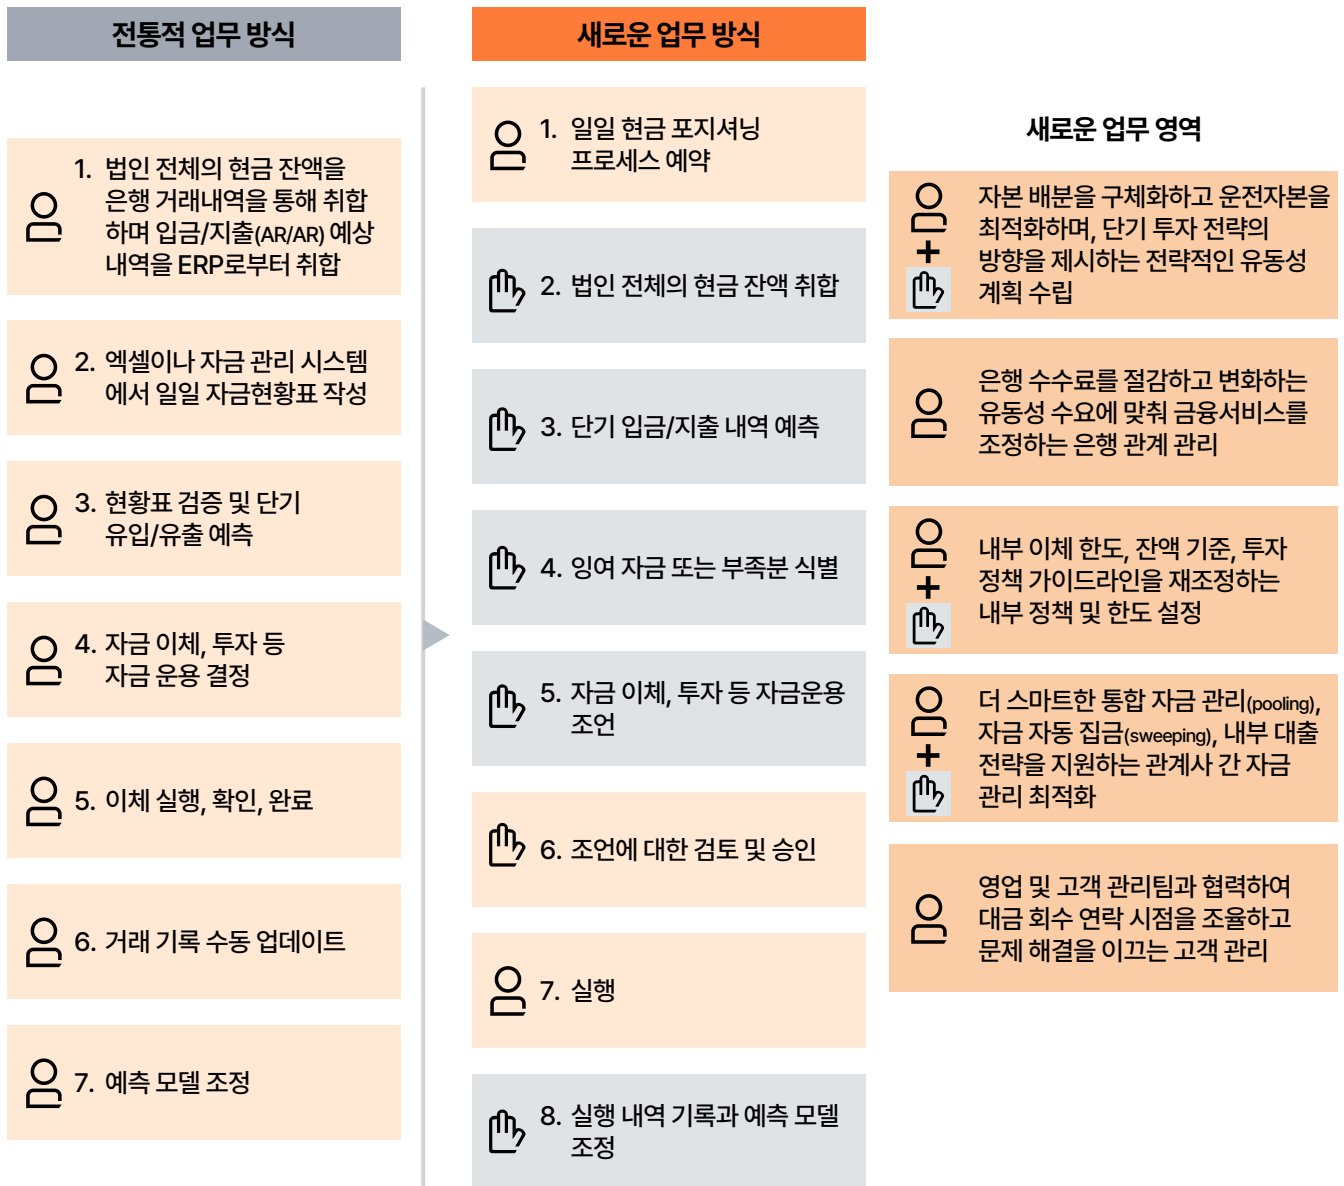 전통적 업무 방식
1. 법인 전체의 현금 잔액을
은행 거래내역을 통해 취합
하며 입금/지출(AR/AR) 예상
내역을 ERP로부터 취합
2. 엑셀이나 자금 관리 시스템
에서 일일 자금현황표 작성
3. 현황표 검증 및 단기
유입/유출 예측
4. 자금 이체, 투자 등
자금 운용 결정
5. 이체 실행, 확인, 완료
6. 거래 기록 수동 업데이트
7. 예측 모델 조정
새로운 업무 방식
1. 일일 현금 포지셔닝
프로세스 예약
2. 법인 전체의 현금 잔액 취합
3. 단기 입금/지출 내역 예측
4. 잉여 자금 또는 부족분 식별
5. 자금 이체, 투자 등 자금운용
조언
6. 조언에 대한 검토 및 승인
7. 실행
8. 실행 내역 기록과 예측 모델
조정
새로운 업무 영역
자본 배분을 구체화하고 운전자본을
최적화하며, 단기 투자 전략의
방향을 제시하는 전략적인 유동성
계획 수립
은행 수수료를 절감하고 변화하는
유동성 수요에 맞춰 금융서비스를
조정하는 은행 관계 관리
내부 이체 한도, 잔액 기준, 투자
정책 가이드라인을 재조정하는
내부 정책 및 한도 설정
더 스마트한 통합 자금 관리(pooling),
자금 자동 집금(sweeping), 내부 대출
전략을 지원하는 관계사 간 자금
관리 최적화
영업 및 고객 관리팀과 협력하여
대금 회수 연락 시점을 조율하고
문제 해결을 이끄는 고객 관리